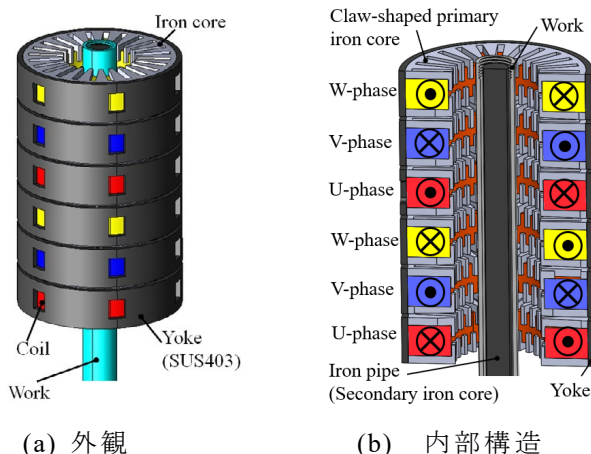 Iron core
Coil
Yoke
(SUS403)
Work
(a) 外観
Claw-shaped primary
iron core
Work
W-phase
V-phase
U-phase
W-phase
V-phase
U-phase
Iron pipe
(Secondary iron core)
Yoke
(b) 内部構造